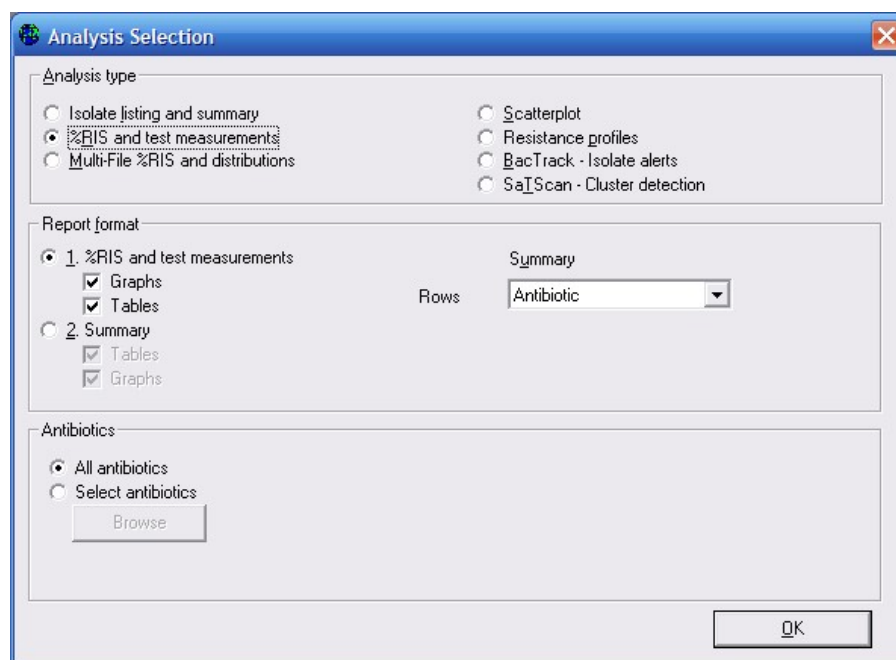 Analysis Selection
Analysis type
Isolate listing and summary
%RIS and test measurements
Multi-File %RIS and distributions
Scatterplot
Resistance profiles
BacTrack - Isolate alerts
SaTScan - Cluster detection
Report format
1. %RIS and test measurements
Graphs
Tables
2. Summary
Tables
Graphs
Summary
Rows
Antibiotic
Antibiotics
All antibiotics
Select antibiotics
Browse
OK